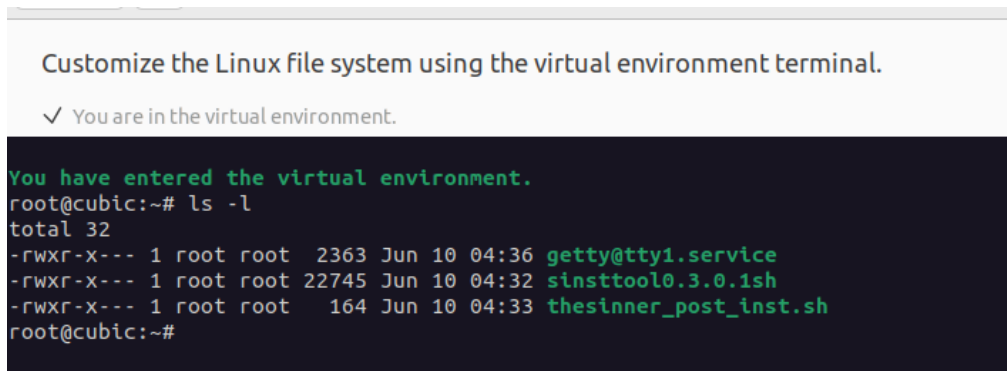 Customize the Linux file system using the virtual environment terminal.
✓ You are in the virtual environment.
You have entered the virtual environment.
root@cubic:~# ls -l
total 32
-rwxr-x--- 1 root root  2363 Jun 10 04:36 getty@tty1.service
-rwxr-x--- 1 root root 22745 Jun 10 04:32 sinsttool0.3.0.1sh
-rwxr-x--- 1 root root   164 Jun 10 04:33 thesinner_post_inst.sh
root@cubic:~#